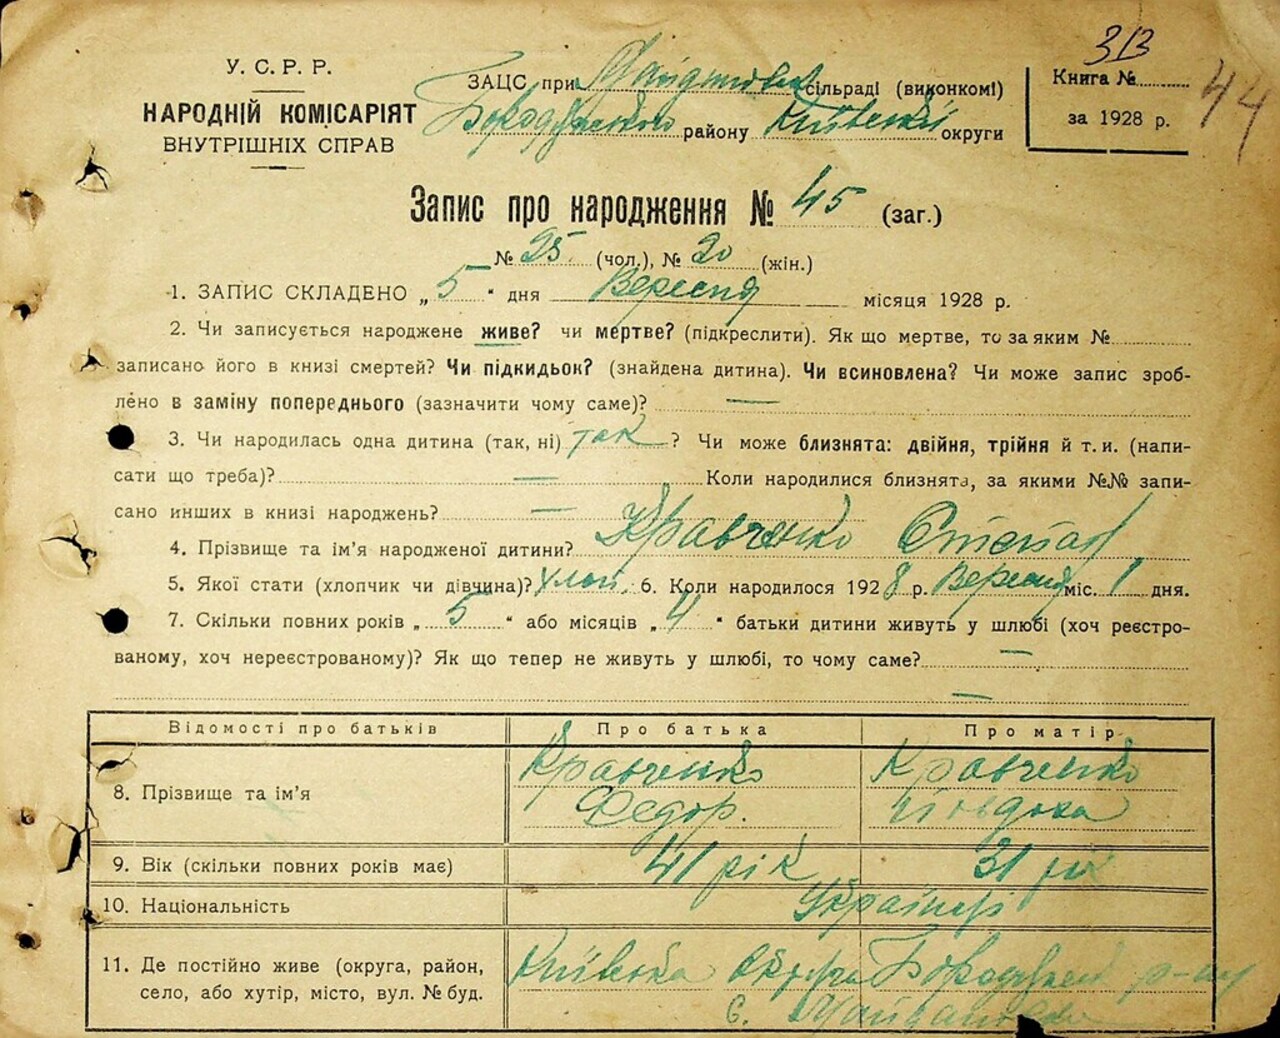 У. С. Р. Р.
НАРОДНІЙ КОМІСАРІЯТ
ВНУТРІШНІХ СПРАВ
ЗАЦС при сільраді (виконкомі)
району Київської округи
313
Книга №
за 1928 р.
44
Запис про народження № 45 (заг.)
№ 25 (чол.), № 20 (жін.)
1. ЗАПИС СКЛАДЕНО „ 5 “ дня Вересня місяця 1928 р.
2. Чи записується народжене живе? чи мертве? (підкреслити). Як що мертве, то за яким №
записано його в книзі смертей? Чи підкидьок? (знайдена дитина). Чи всиновлена? Чи може запис зроб-
лёно в заміну попереднього (зазначити чому саме)? —
3. Чи народилась одна дитина (так, ні) так ? Чи може близнята: двійня, трійня й т. и. (напи-
сати що треба)? — Коли народилися близнята, за якими №№ запи-
сано инших в книзі народжень? —
4. Прізвище та ім’я народженої дитини? Кравченко Степан
5. Якої стати (хлопчик чи дівчина)? хлоп. 6. Коли народилося 1928 р. Вересня міс. 1 дня.
7. Скільки повних років „ 5 “ або місяців „ 4 “ батьки дитини живуть у шлюбі (хоч реєстро-
ваному, хоч нереєстрованому)? Як що тепер не живуть у шлюбі, то чому саме? —
—
Відомості про батьків Про батька Про матір
8. Прізвище та ім’я Кравченко Федор. Кравченко
9. Вік (скільки повних років має) 41 рік 31 рік
10. Національність Українці
11. Де постійно живе (округа, район, Київська округа
село, або хутір, місто, вул. № буд. с.